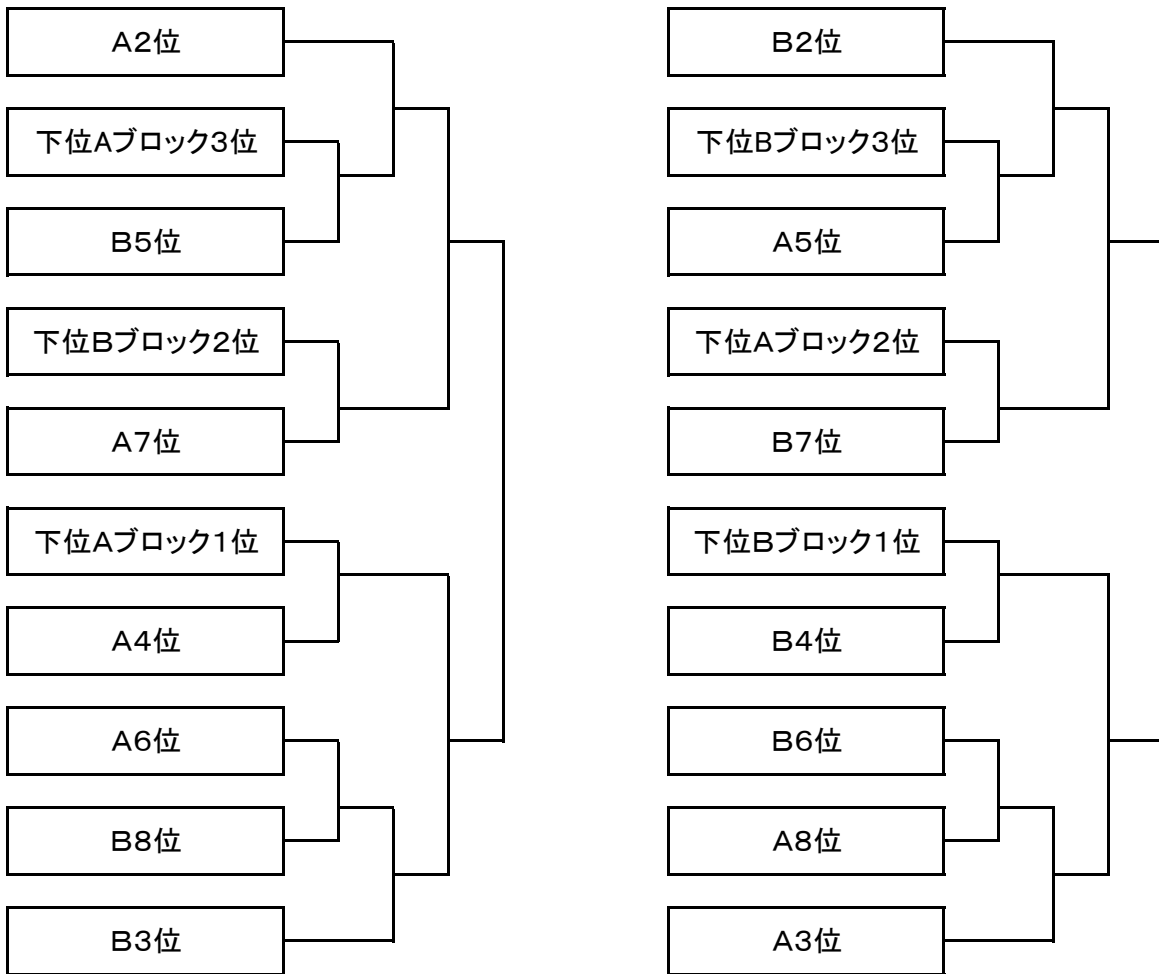 A2位
下位Aブロック3位
B5位
下位Bブロック2位
A7位
下位Aブロック1位
A4位
A6位
B8位
B3位
B2位
下位Bブロック3位
A5位
下位Aブロック2位
B7位
下位Bブロック1位
B4位
B6位
A8位
A3位